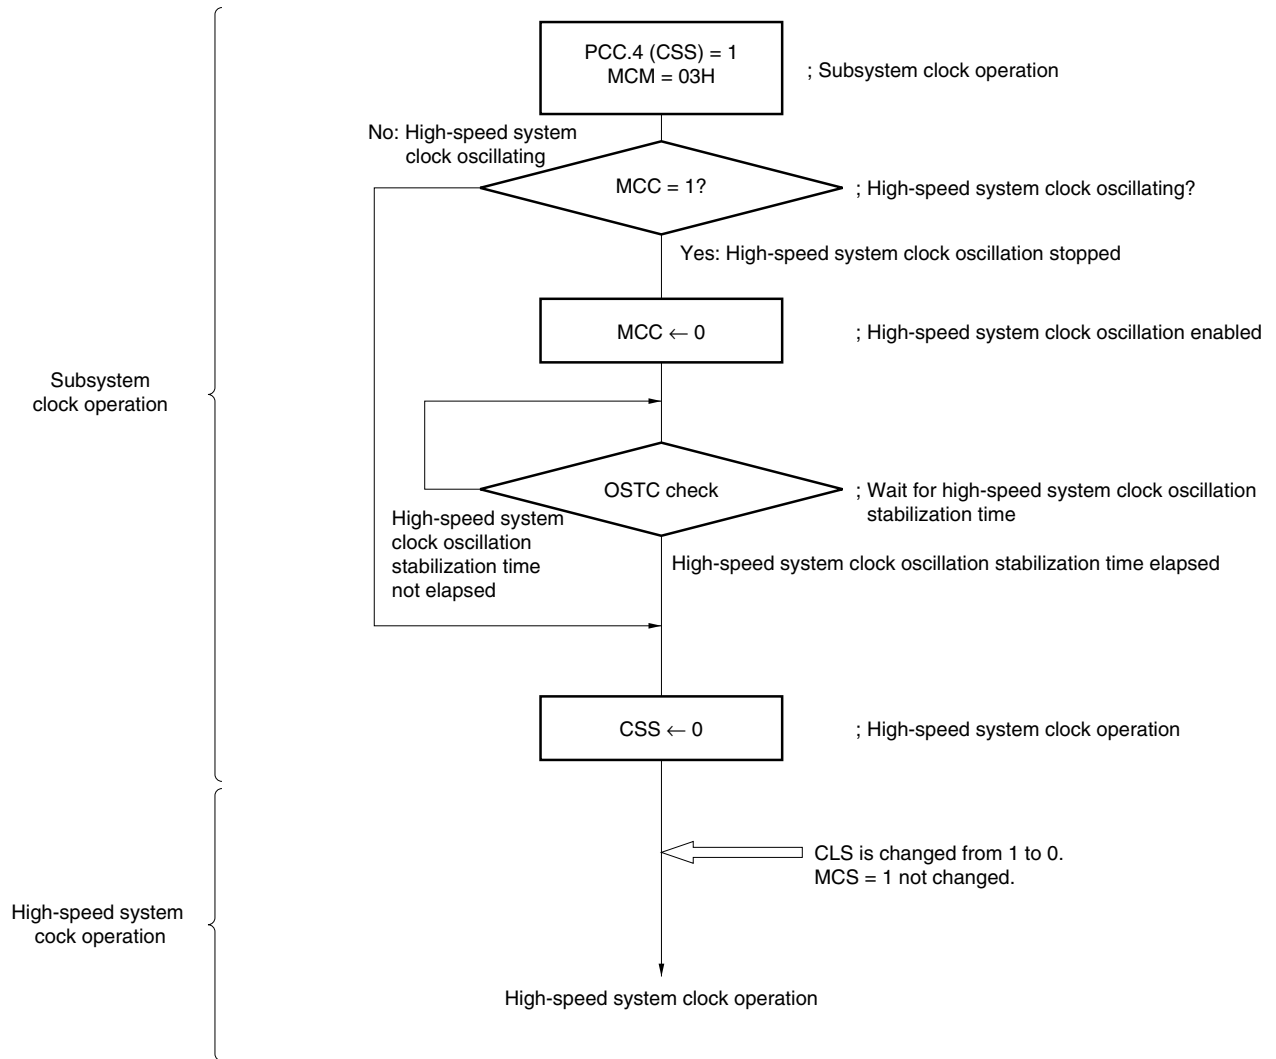 PCC.4 (CSS) = 1
MCM = 03H
; Subsystem clock operation
No: High-speed system
clock oscillating
MCC = 1?
; High-speed system clock oscillating?
Yes: High-speed system clock oscillation stopped
MCC ← 0
; High-speed system clock oscillation enabled
Subsystem
clock operation
OSTC check
; Wait for high-speed system clock oscillation
stabilization time
High-speed system
clock oscillation
stabilization time
not elapsed
High-speed system clock oscillation stabilization time elapsed
CSS ← 0
; High-speed system clock operation
CLS is changed from 1 to 0.
MCS = 1 not changed.
High-speed system
cock operation
High-speed system clock operation